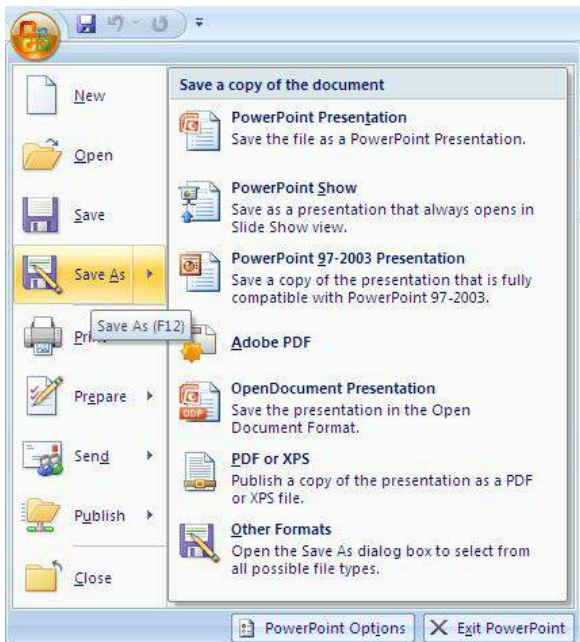 New
Open
Save
Save As
Save As (F12)
Prepare
Send
Publish
Close
Save a copy of the document
PowerPoint Presentation
Save the file as a PowerPoint Presentation.
PowerPoint Show
Save as a presentation that always opens in
Slide Show view.
PowerPoint 97-2003 Presentation
Save a copy of the presentation that is fully
compatible with PowerPoint 97-2003.
Adobe PDF
OpenDocument Presentation
Save the presentation in the Open
Document Format.
ODP
PDF or XPS
Publish a copy of the presentation as a PDF
or XPS file.
Other Formats
Open the Save As dialog box to select from
all possible file types.
PowerPoint Options
Exit PowerPoint